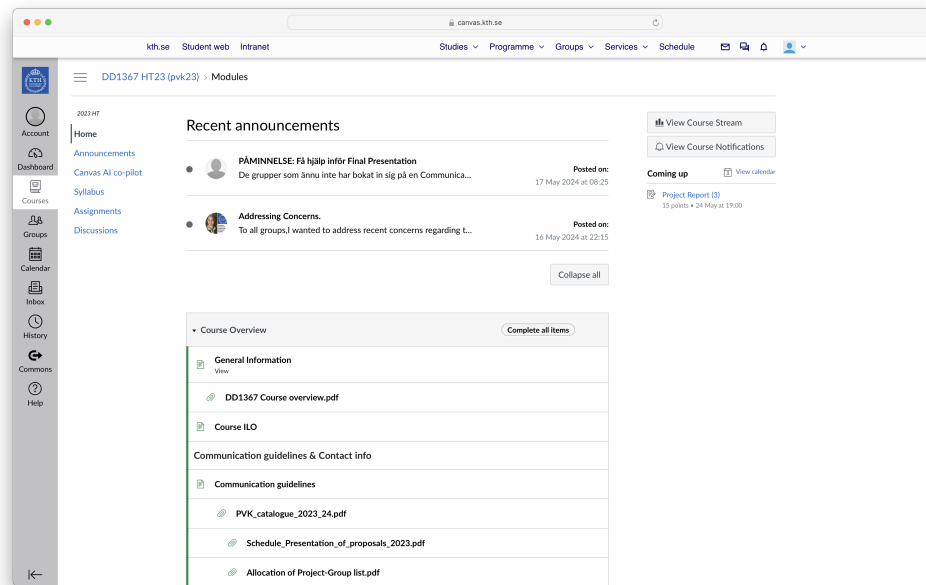 canvas.kth.se
kth.se Student web Intranet Studies Programme Groups Services Schedule
DD1367 HT23 (pvk23) › Modules
KTH
Account
Dashboard
Courses
Groups
Calendar
Inbox
History
Commons
Help
2023 HT
Home
Announcements
Canvas AI co-pilot
Syllabus
Assignments
Discussions
Recent announcements
PÅMINNELSE: Få hjälp inför Final Presentation
De grupper som ännu inte har bokat in sig på en Communica...
Posted on:
17 May 2024 at 08:25
Addressing Concerns.
To all groups,I wanted to address recent concerns regarding t...
Posted on:
16 May 2024 at 22:15
Collapse all
Course Overview Complete all items
General Information
View
DD1367 Course overview.pdf
Course ILO
Communication guidelines & Contact info
Communication guidelines
PVK_catalogue_2023_24.pdf
Schedule_Presentation_of_proposals_2023.pdf
Allocation of Project-Group list.pdf
View Course Stream
View Course Notifications
Coming up View calendar
Project Report (3)
15 points • 24 May at 19:00